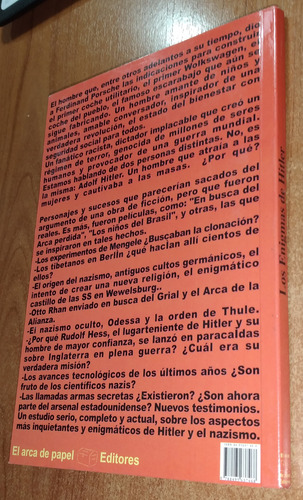 El hombre que, entre otros adelantos a su tiempo, dio
a Ferdinand Porsche las indicaciones para construir
el primer coche utilitario, el primer Wolkswagen, el
coche del pueblo, el famoso escarabajo que aún se
sigue fabricando. Un hombre amante de niños y
animales, amable conversador, inspirador de una
verdadera revolución, el estado del bienestar con
seguridad social para todos.
Un fanático racista, dictador implacable que creó un
régimen de terror, genocida de millones de seres
humanos y provocador de una guerra mundial.
Estamos hablando de dos personas distintas. No, es
la misma: Adolf Hitler. Un hombre que atraía a las
mujeres y cautivaba a las masas. ¿Por qué?
Personajes y sucesos que parecerían sacados del
argumento de una obra de ficción, pero que fueron
reales. Es más, fueron películas, como: "En busca del
Arca perdida", "Los niños del Brasil", y otras, las que
se inspiraron en tales hechos.
-Los experimentos de Mengele ¿Buscaban la clonación?
-Los tibetanos en Berlín ¿qué hacían allí cientos de
ellos?
-El origen del nazismo, antiguos cultos germánicos, el
intento de crear una nueva religión, el enigmático
castillo de las SS en Wewelsburg..
-Otto Rhan enviado en busca del Grial y el Arca de la
Alianza.
-El nazismo oculto, Odessa y la orden de Thule.
-¿Por qué Rudolf Hess, el lugarteniente de Hitler y su
hombre de mayor confianza, se lanzó en paracaídas
sobre Inglaterra en plena guerra? ¿Cuál era su
verdadera misión?
-Los avances tecnológicos de los últimos años ¿Son
fruto de los científicos nazis?
-Las llamadas armas secretas ¿Existieron? ¿Son ahora
parte del arsenal estadounidense? Nuevos testimonios.
Un estudio serio, completo y actual, sobre los aspectos
más inquietantes y enigmáticos de Hitler y el nazismo.
El arca de papel Editores
Los Enigmas de Hitler